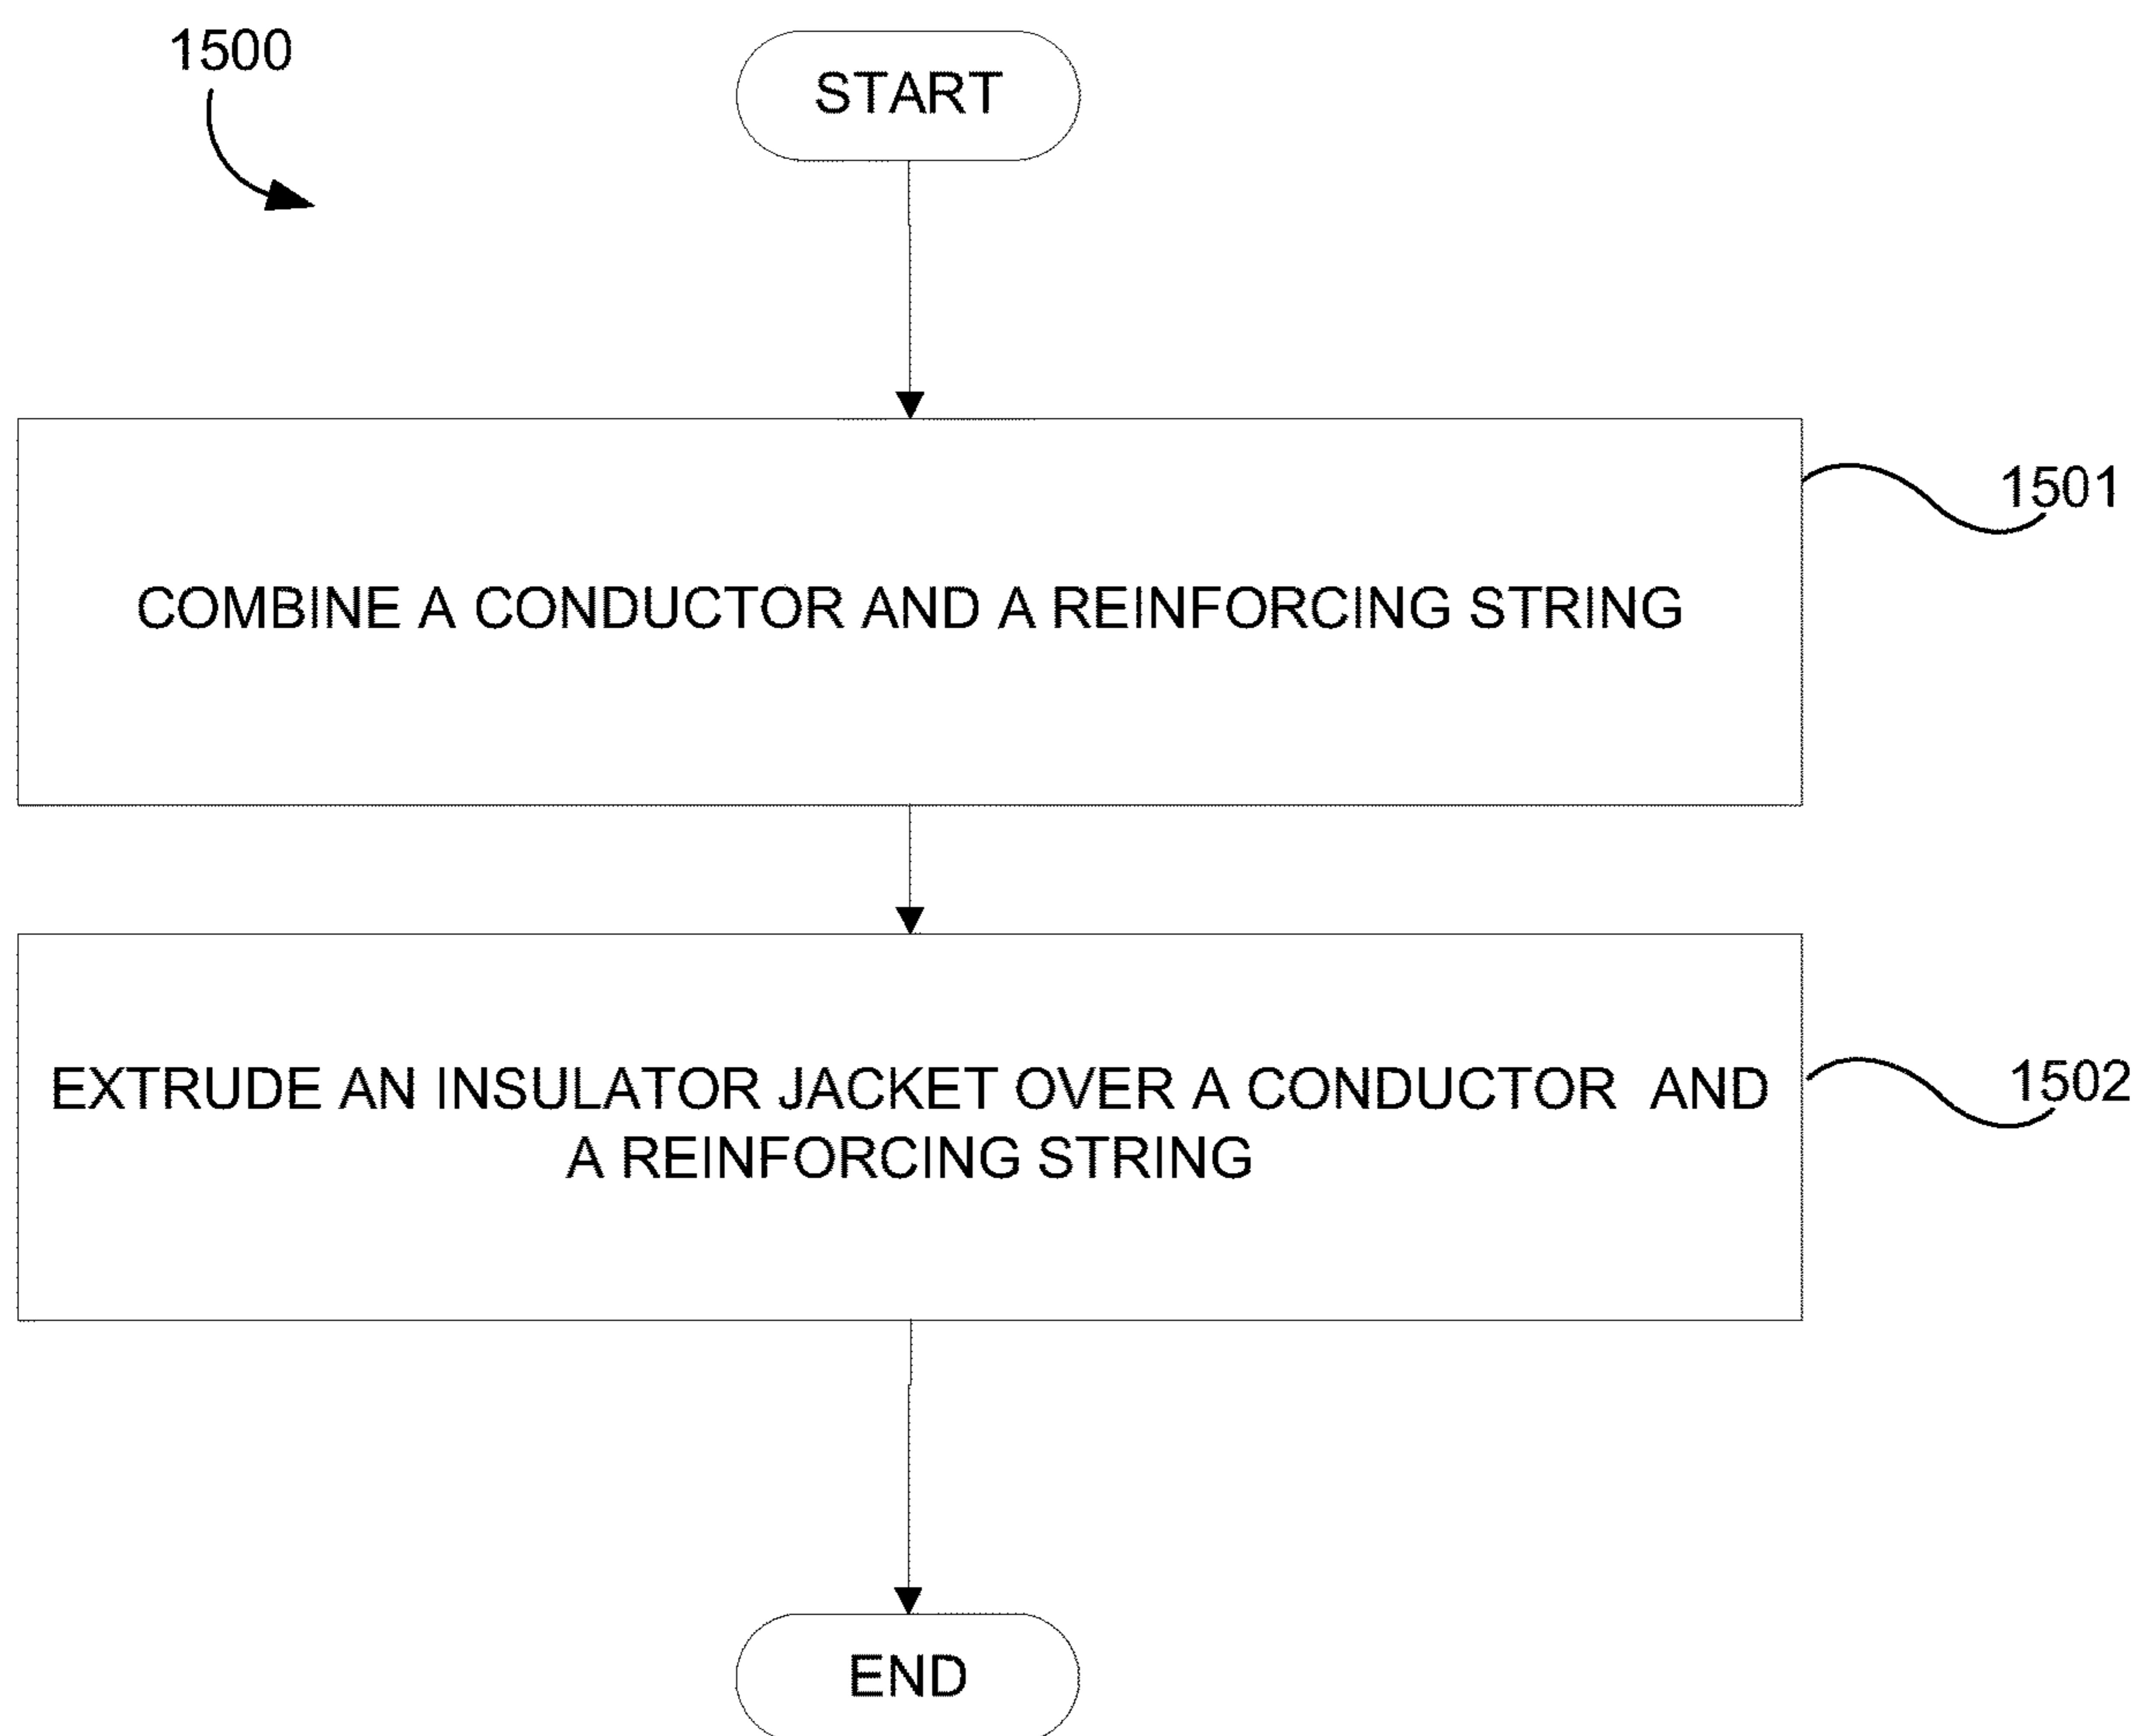 1500
START
1501
COMBINE A CONDUCTOR AND A REINFORCING STRING
EXTRUDE AN INSULATOR JACKET OVER A CONDUCTOR AND
1502
A REINFORCING STRING
END